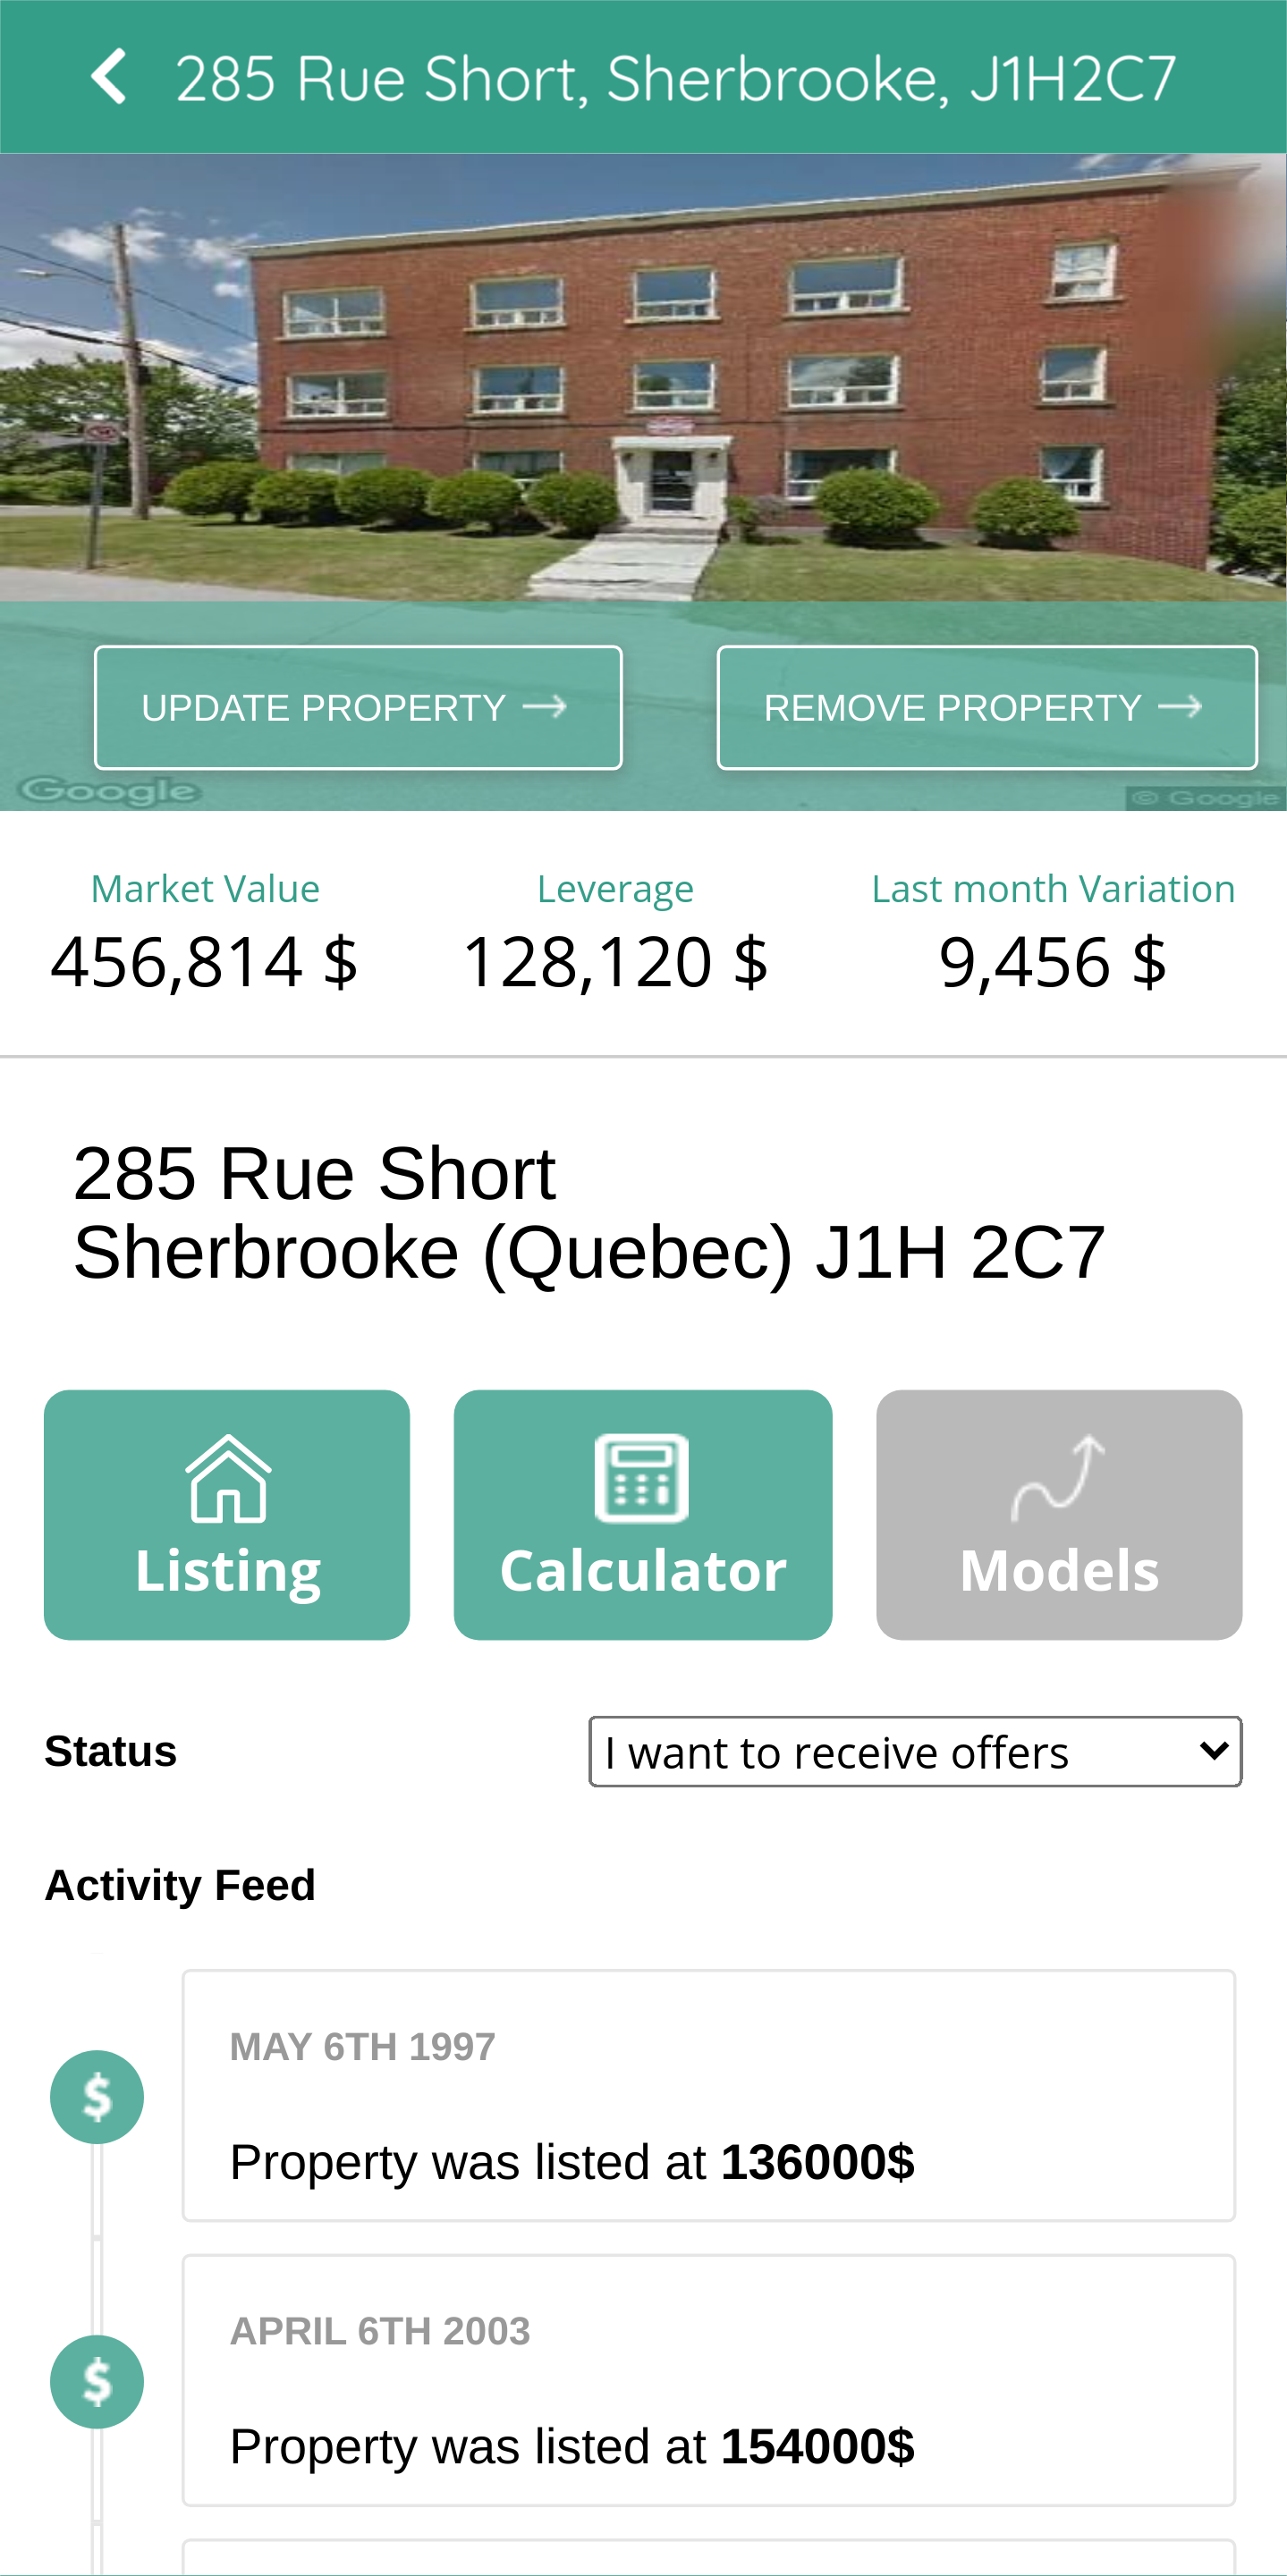 285 Rue Short, Sherbrooke, J1H2C7
UPDATE PROPERTY →
REMOVE PROPERTY →
Google
© Google
Market Value
Leverage
Last month Variation
456,814 $
128,120 $
9,456 $
285 Rue Short
Sherbrooke (Quebec) J1H 2C7
Listing
Calculator
Models
Status
I want to receive offers
Activity Feed
MAY 6TH 1997
$
Property was listed at 136000$
APRIL 6TH 2003
$
Property was listed at 154000$